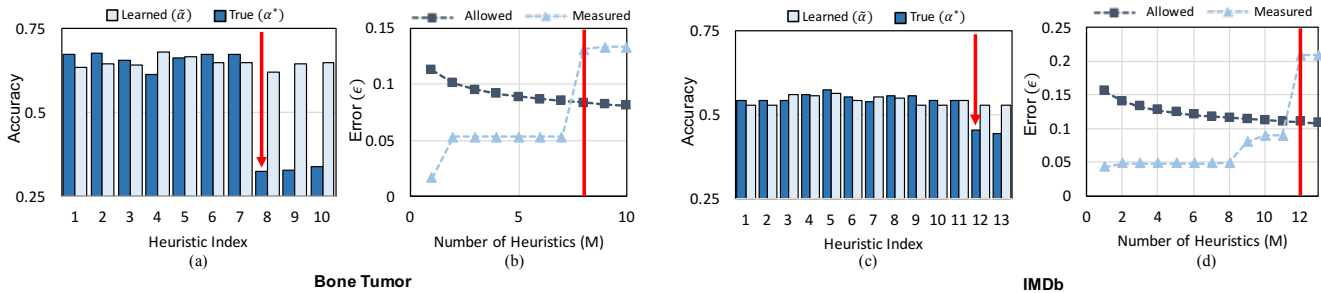 Learned (α̃) True (α*)
0.75
0.5
0.25
Accuracy
1 2 3 4 5 6 7 8 9 10
Heuristic Index
(a)
Allowed Measured
0.15
0.1
0.05
0
Error (ϵ)
0 5 10
Number of Heuristics (M)
(b)
Bone Tumor
Learned (α̃) True (α*)
0.75
0.5
0.25
Accuracy
1 2 3 4 5 6 7 8 9 10 11 12 13
Heuristic Index
(c)
Allowed Measured
0.25
0.2
0.15
0.1
0.05
0
Error (ϵ)
0 2 4 6 8 10 12
Number of Heuristics (M)
(d)
IMDb